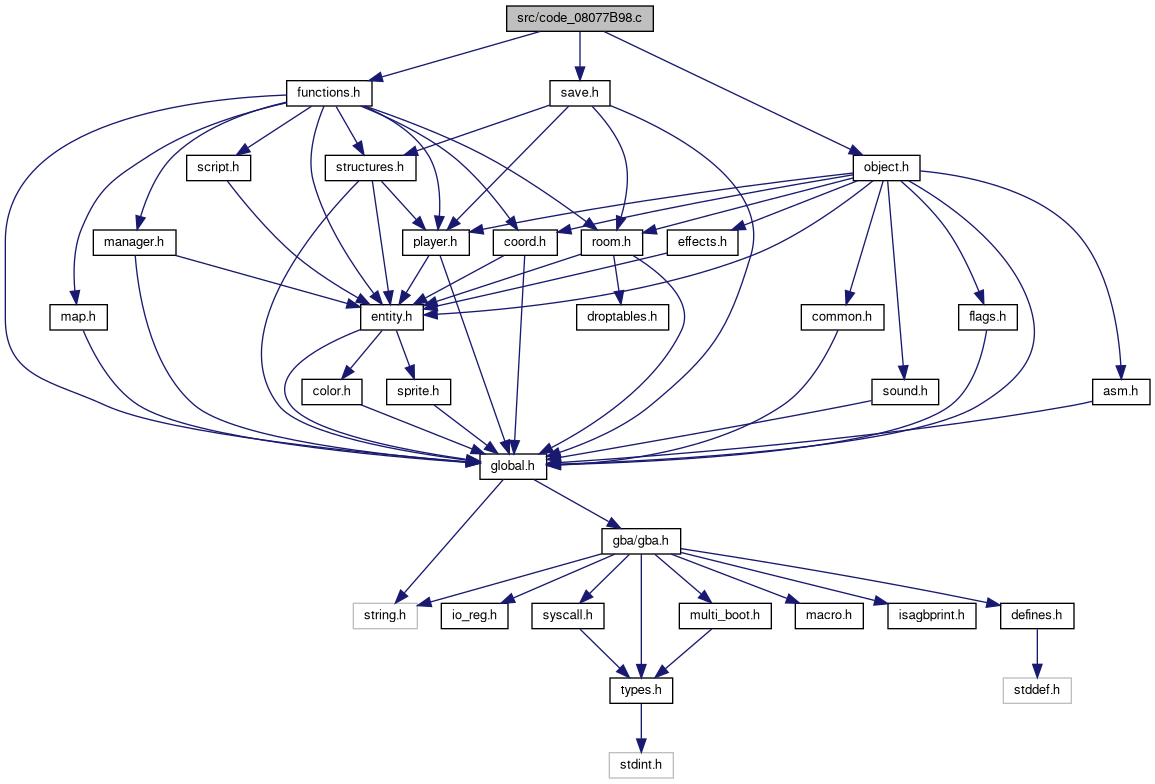 src/code_08077B98.c
functions.h
save.h
script.h
structures.h
object.h
manager.h
player.h
coord.h
room.h
effects.h
map.h
entity.h
droptables.h
common.h
flags.h
color.h
sprite.h
sound.h
asm.h
global.h
gba/gba.h
string.h
io_reg.h
syscall.h
multi_boot.h
macro.h
isagbprint.h
defines.h
types.h
stddef.h
stdint.h